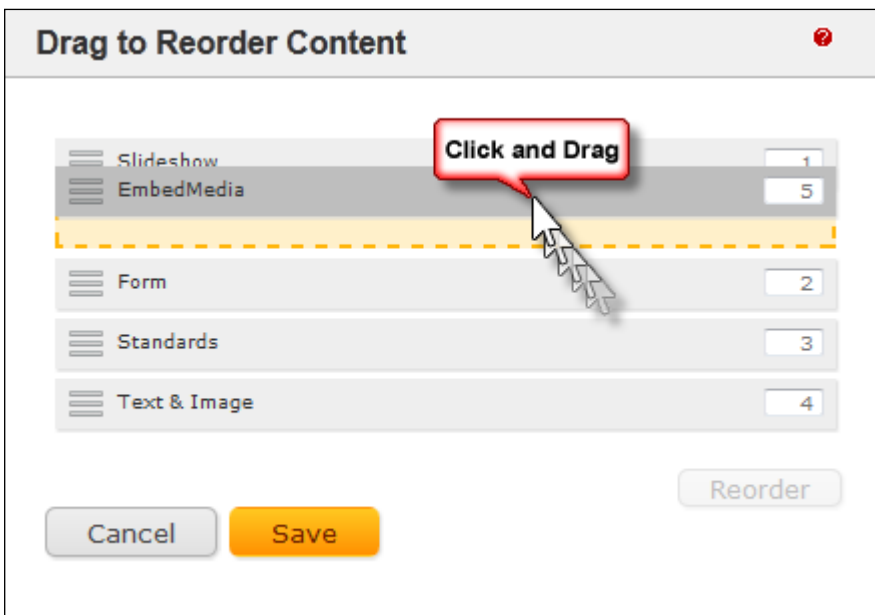 Drag to Reorder Content
?
Click and Drag
Slideshow 1
EmbedMedia 5
Form 2
Standards 3
Text & Image 4
Reorder
Cancel Save